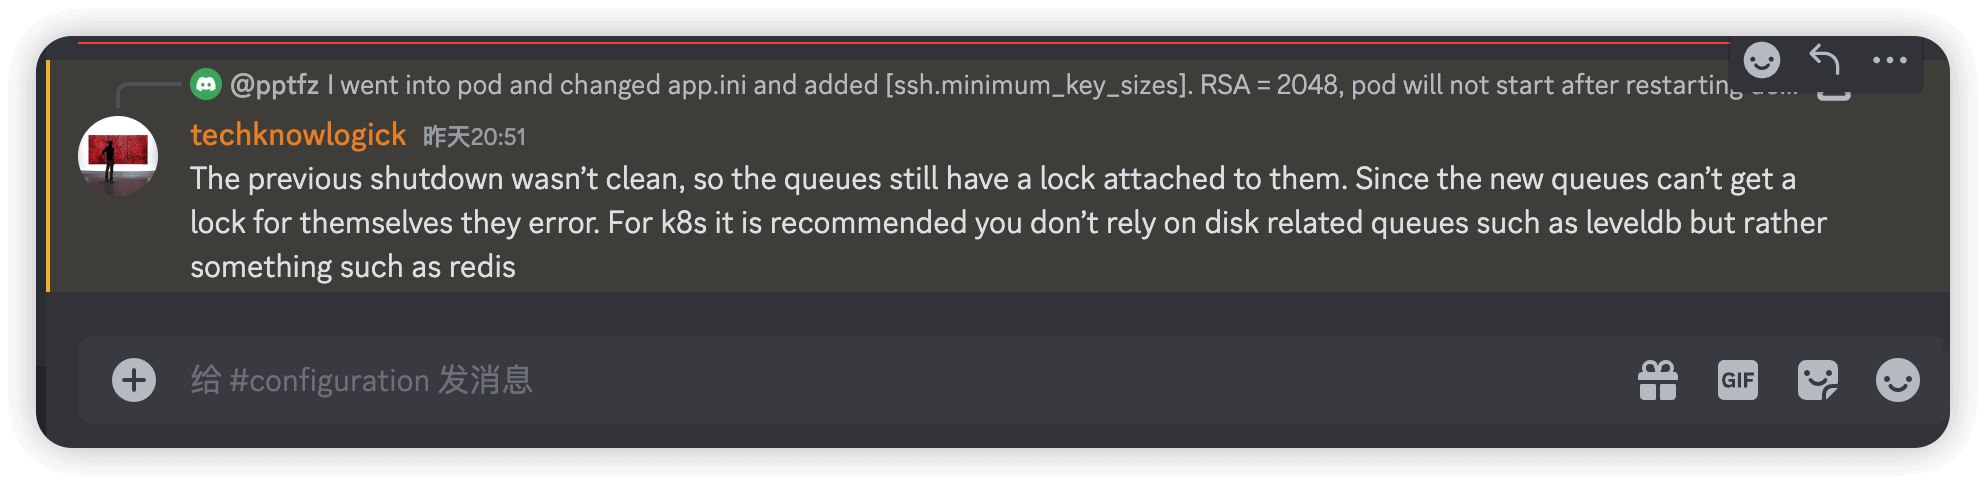 @pptfz I went into pod and changed app.ini and added [ssh.minimum_key_sizes]. RSA = 2048, pod will not start after restarting
techknowlogick 昨天20:51
The previous shutdown wasn’t clean, so the queues still have a lock attached to them. Since the new queues can’t get a
lock for themselves they error. For k8s it is recommended you don’t rely on disk related queues such as leveldb but rather
something such as redis
给 #configuration 发消息
GIF